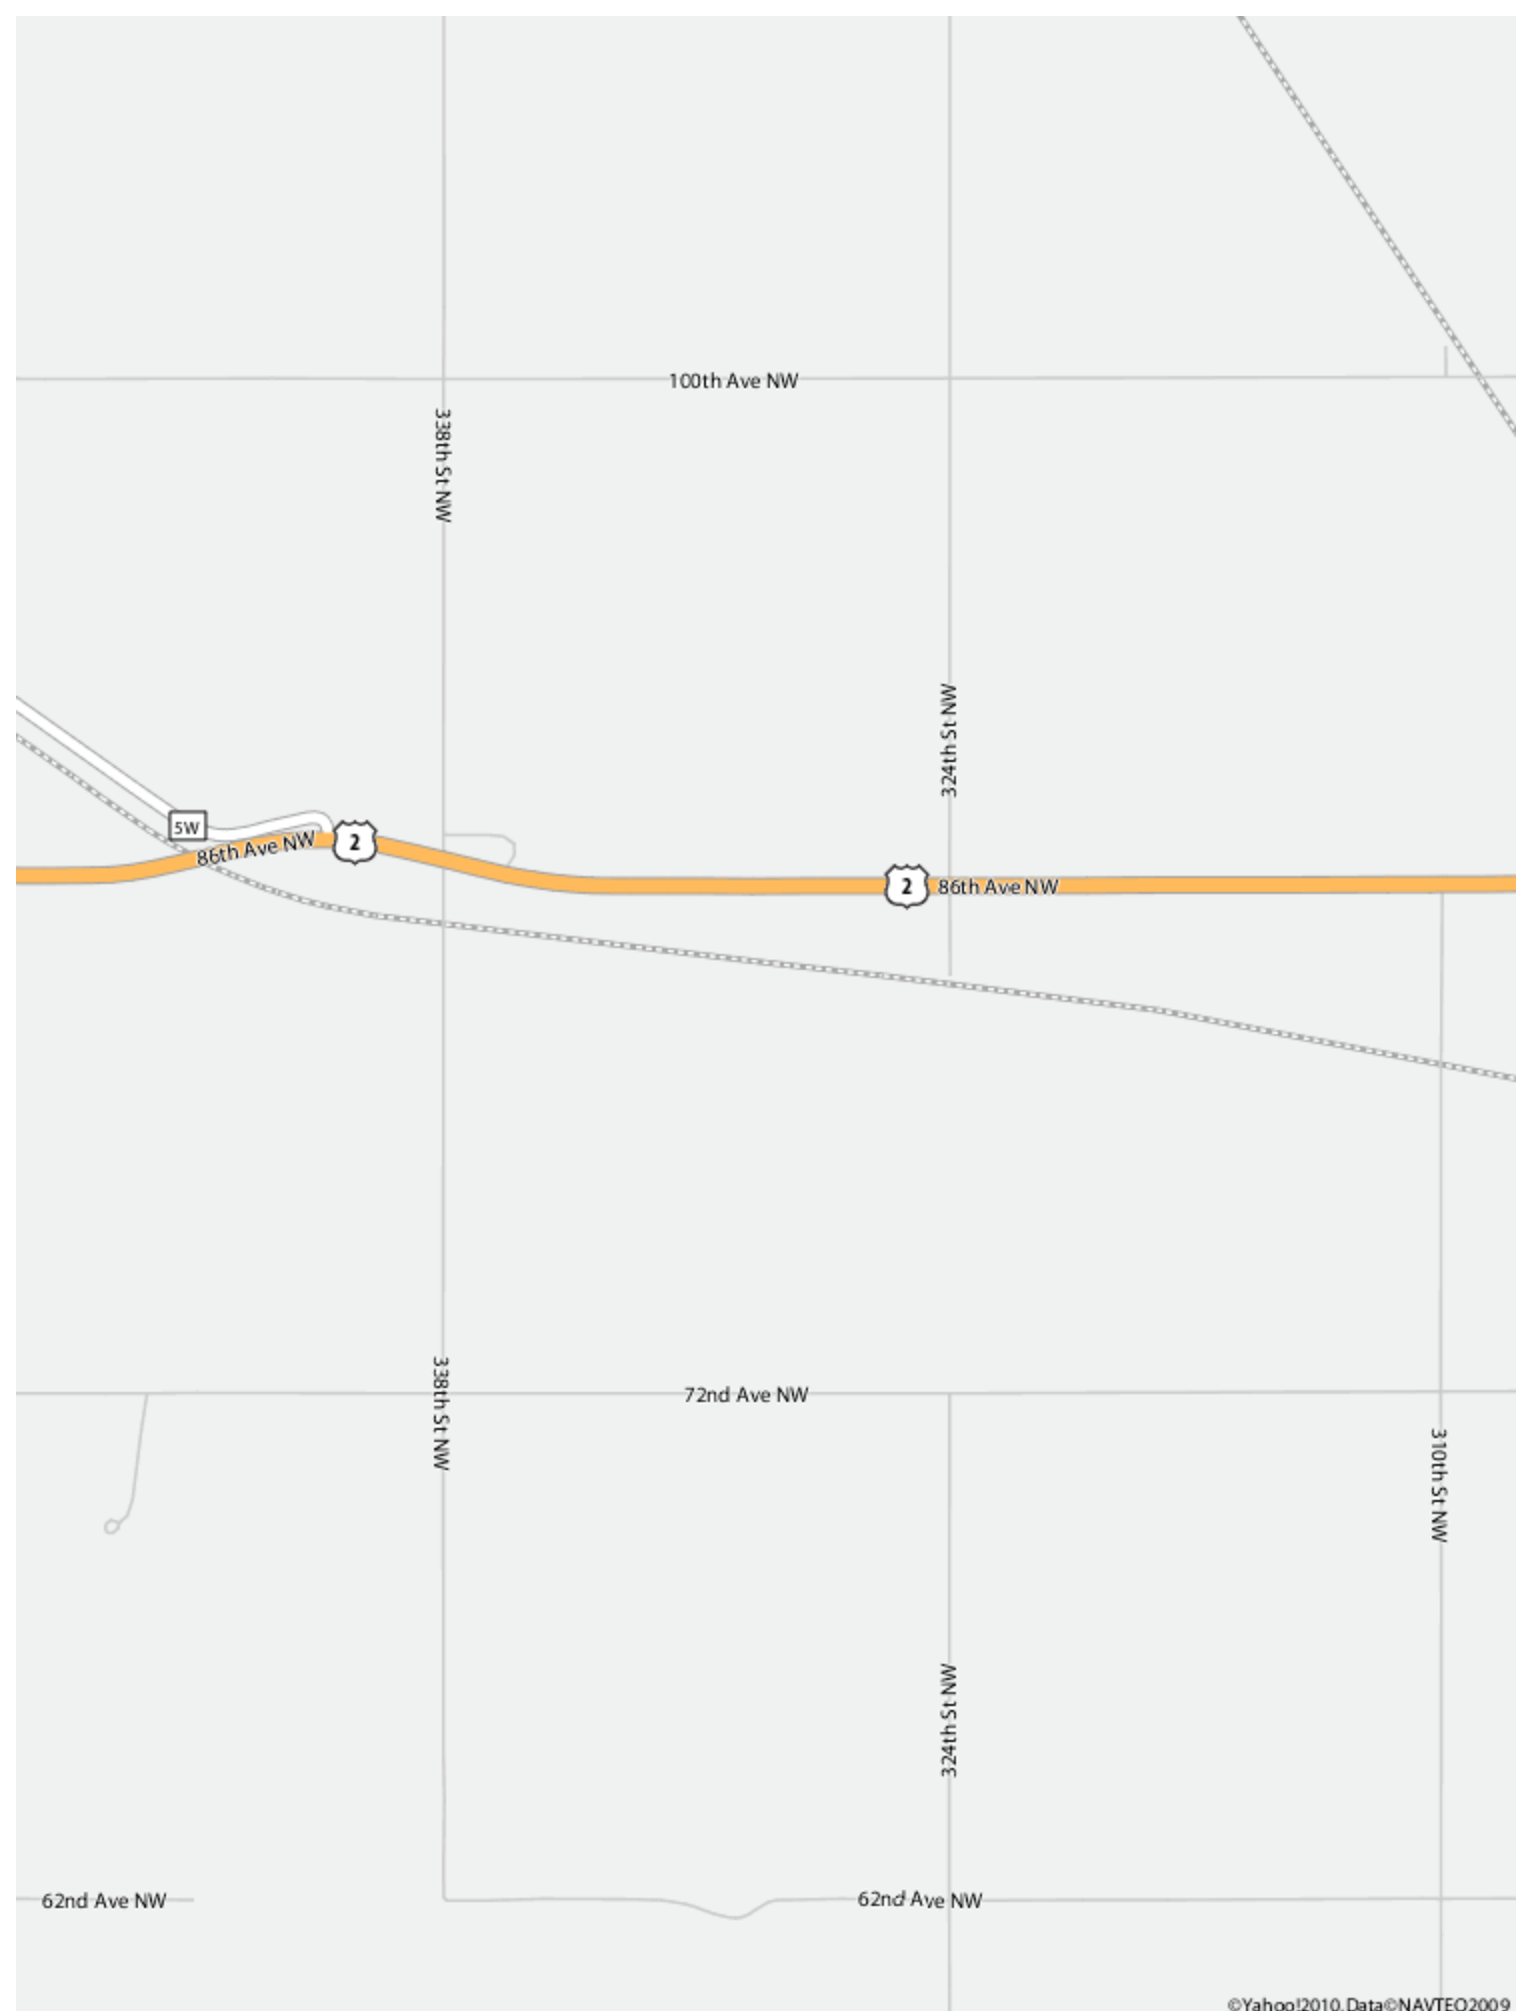 100th Ave NW
338th St NW
324th St NW
5W
86th Ave NW
2
2
86th Ave NW
338th St NW
72nd Ave NW
310th St NW
324th St NW
62nd Ave NW
62nd Ave NW
©Yahoo!2010, Data©NAVTEQ2009